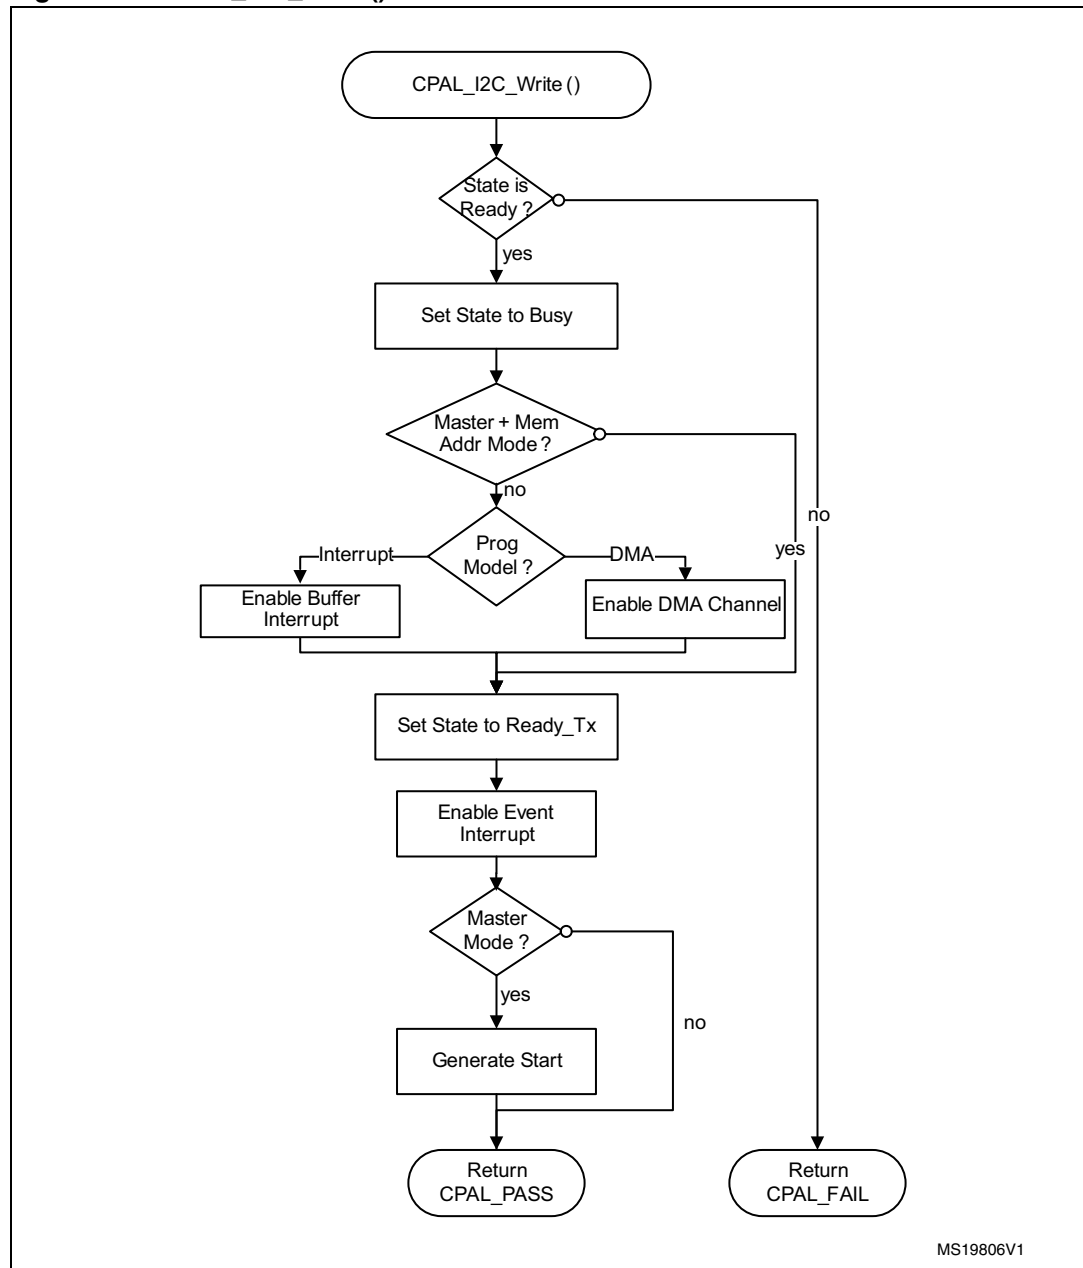 CPAL_I2C_Write ()
State is
Ready ?
yes
Set State to Busy
Master + Mem
Addr Mode ?
no
no
yes
Prog
Model ?
Interrupt
DMA
Enable Buffer
Interrupt
Enable DMA Channel
Set State to Ready_Tx
Enable Event
Interrupt
Master
Mode ?
yes
no
Generate Start
Return
CPAL_PASS
Return
CPAL_FAIL
MS19806V1